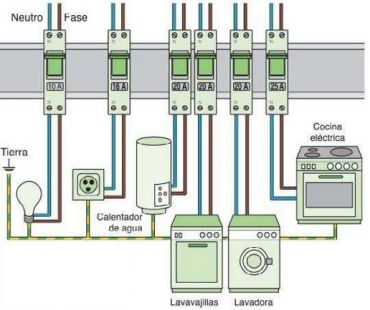 Neutro
Fase
N
N
N
N
N
N
10 A
16 A
20 A
20 A
20 A
25 A
N
N
N
N
N
N
Tierra
Cocina
eléctrica
Calentador
de agua
Lavavajillas
Lavadora